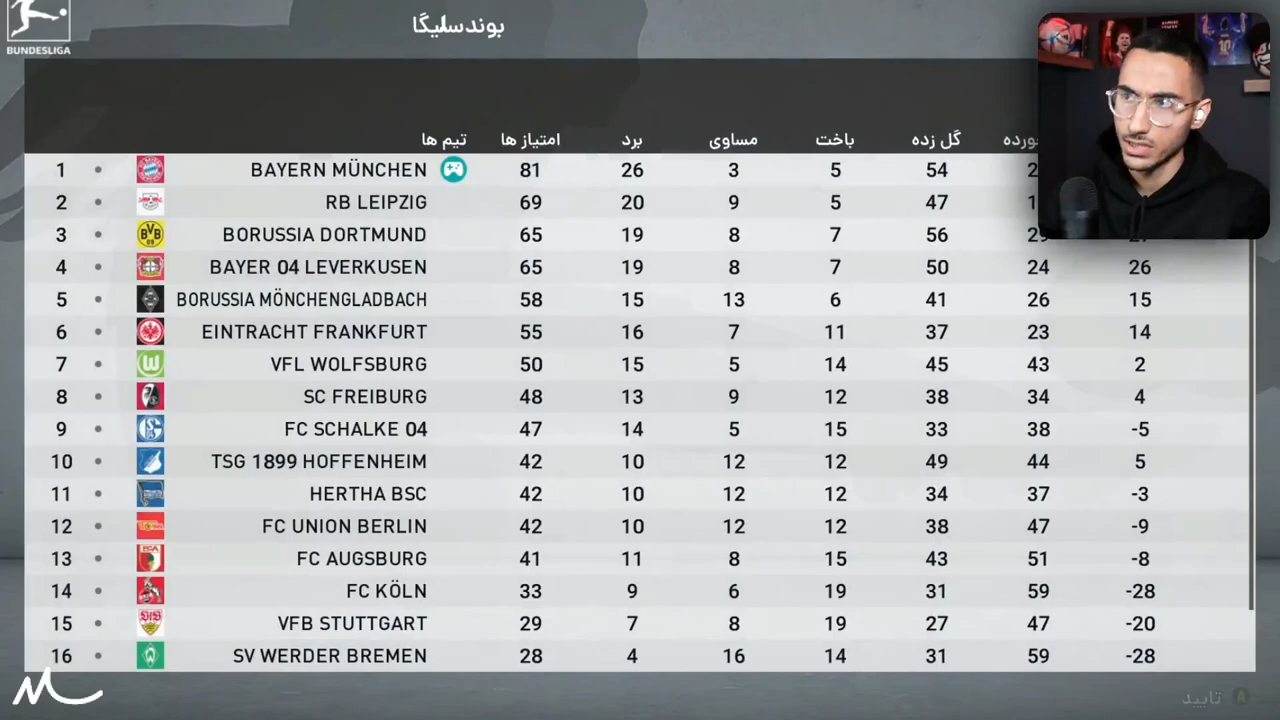 BUNDESLIGA
بوندسلیگا
تیم ها امتیاز ها برد مساوی باخت گل زده
1 BAYERN MÜNCHEN 81 26 3 5 54
2 RB LEIPZIG 69 20 9 5 47
3 BORUSSIA DORTMUND 65 19 8 7 56 29
4 BAYER 04 LEVERKUSEN 65 19 8 7 50 24 26
5 BORUSSIA MÖNCHENGLADBACH 58 15 13 6 41 26 15
6 EINTRACHT FRANKFURT 55 16 7 11 37 23 14
7 VFL WOLFSBURG 50 15 5 14 45 43 2
8 SC FREIBURG 48 13 9 12 38 34 4
9 FC SCHALKE 04 47 14 5 15 33 38 -5
10 TSG 1899 HOFFENHEIM 42 10 12 12 49 44 5
11 HERTHA BSC 42 10 12 12 34 37 -3
12 FC UNION BERLIN 42 10 12 12 38 47 -9
13 FC AUGSBURG 41 11 8 15 43 51 -8
14 FC KÖLN 33 9 6 19 31 59 -28
15 VFB STUTTGART 29 7 8 19 27 47 -20
16 SV WERDER BREMEN 28 4 16 14 31 59 -28
تایید A